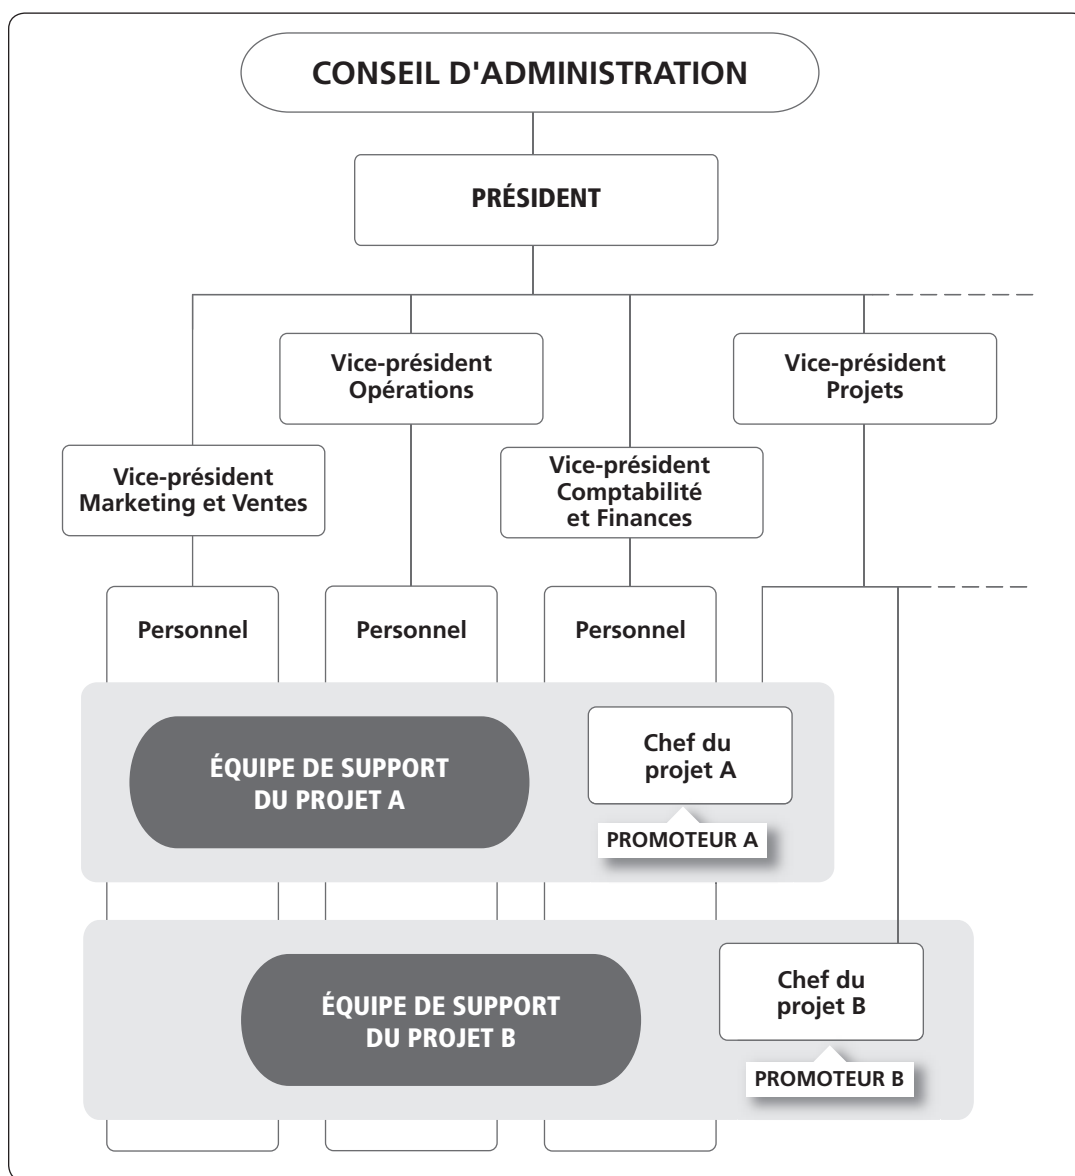 CONSEIL D'ADMINISTRATION
PRÉSIDENT
Vice-président
Opérations
Vice-président
Projets
Vice-président
Marketing et Ventes
Vice-président
Comptabilité
et Finances
Personnel
Personnel
Personnel
ÉQUIPE DE SUPPORT
DU PROJET A
Chef du
projet A
PROMOTEUR A
ÉQUIPE DE SUPPORT
DU PROJET B
Chef du
projet B
PROMOTEUR B